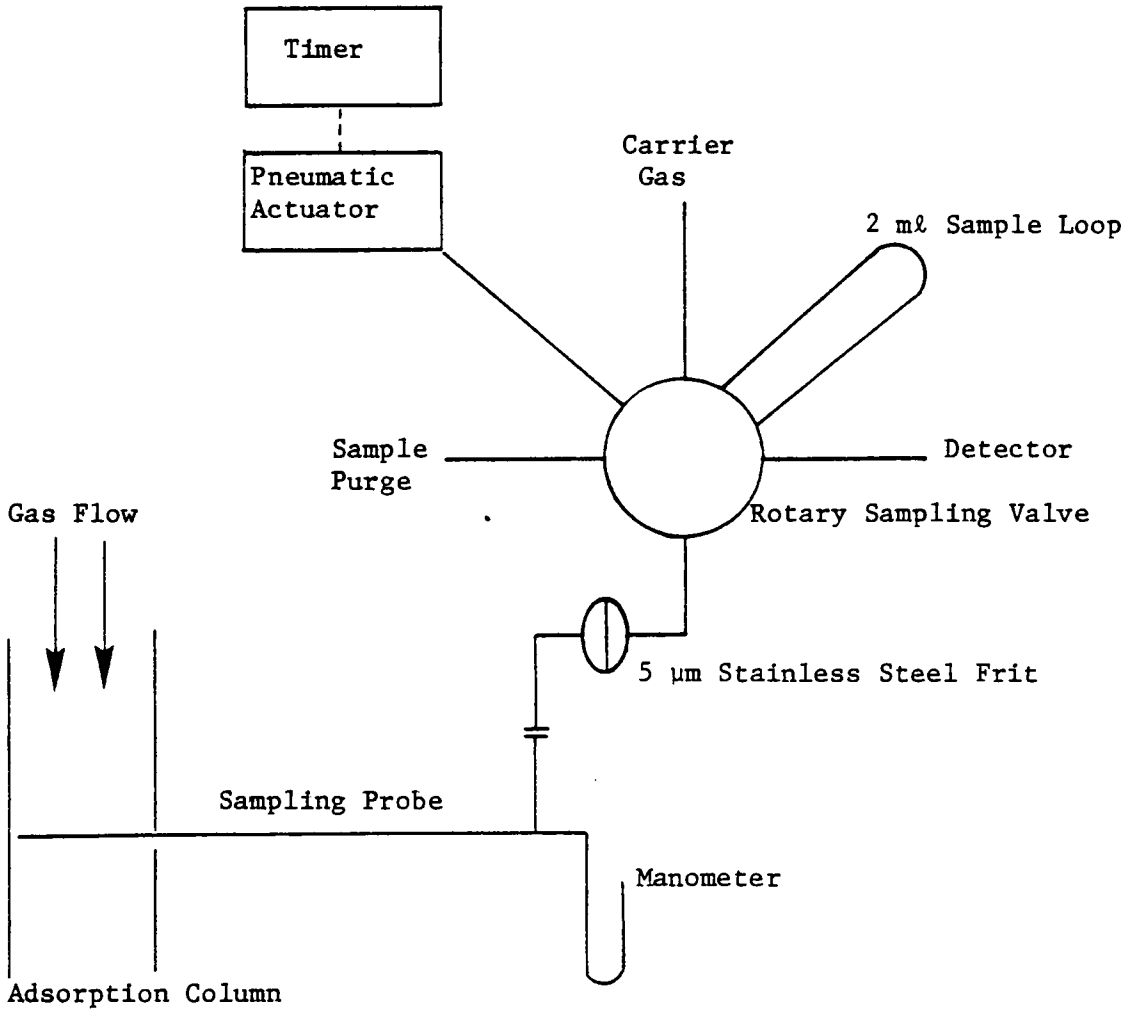 Timer
Pneumatic
Actuator
Carrier
Gas
2 mℓ Sample Loop
Sample
Purge
Detector
Rotary Sampling Valve
Gas Flow
5 μm Stainless Steel Frit
Sampling Probe
Manometer
Adsorption Column